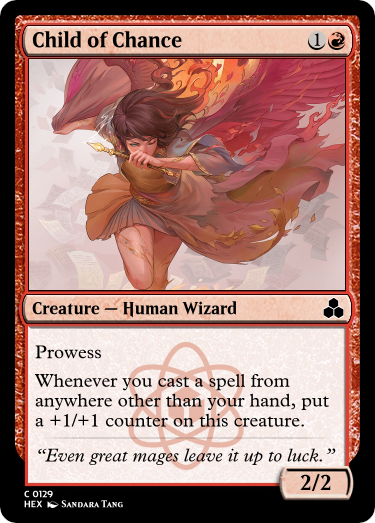 Child of Chance 1
Creature — Human Wizard
Prowess
Whenever you cast a spell from
anywhere other than your hand, put
a +1/+1 counter on this creature.
“Even great mages leave it up to luck.”
2/2
C 0129
HEX Sandara Tang